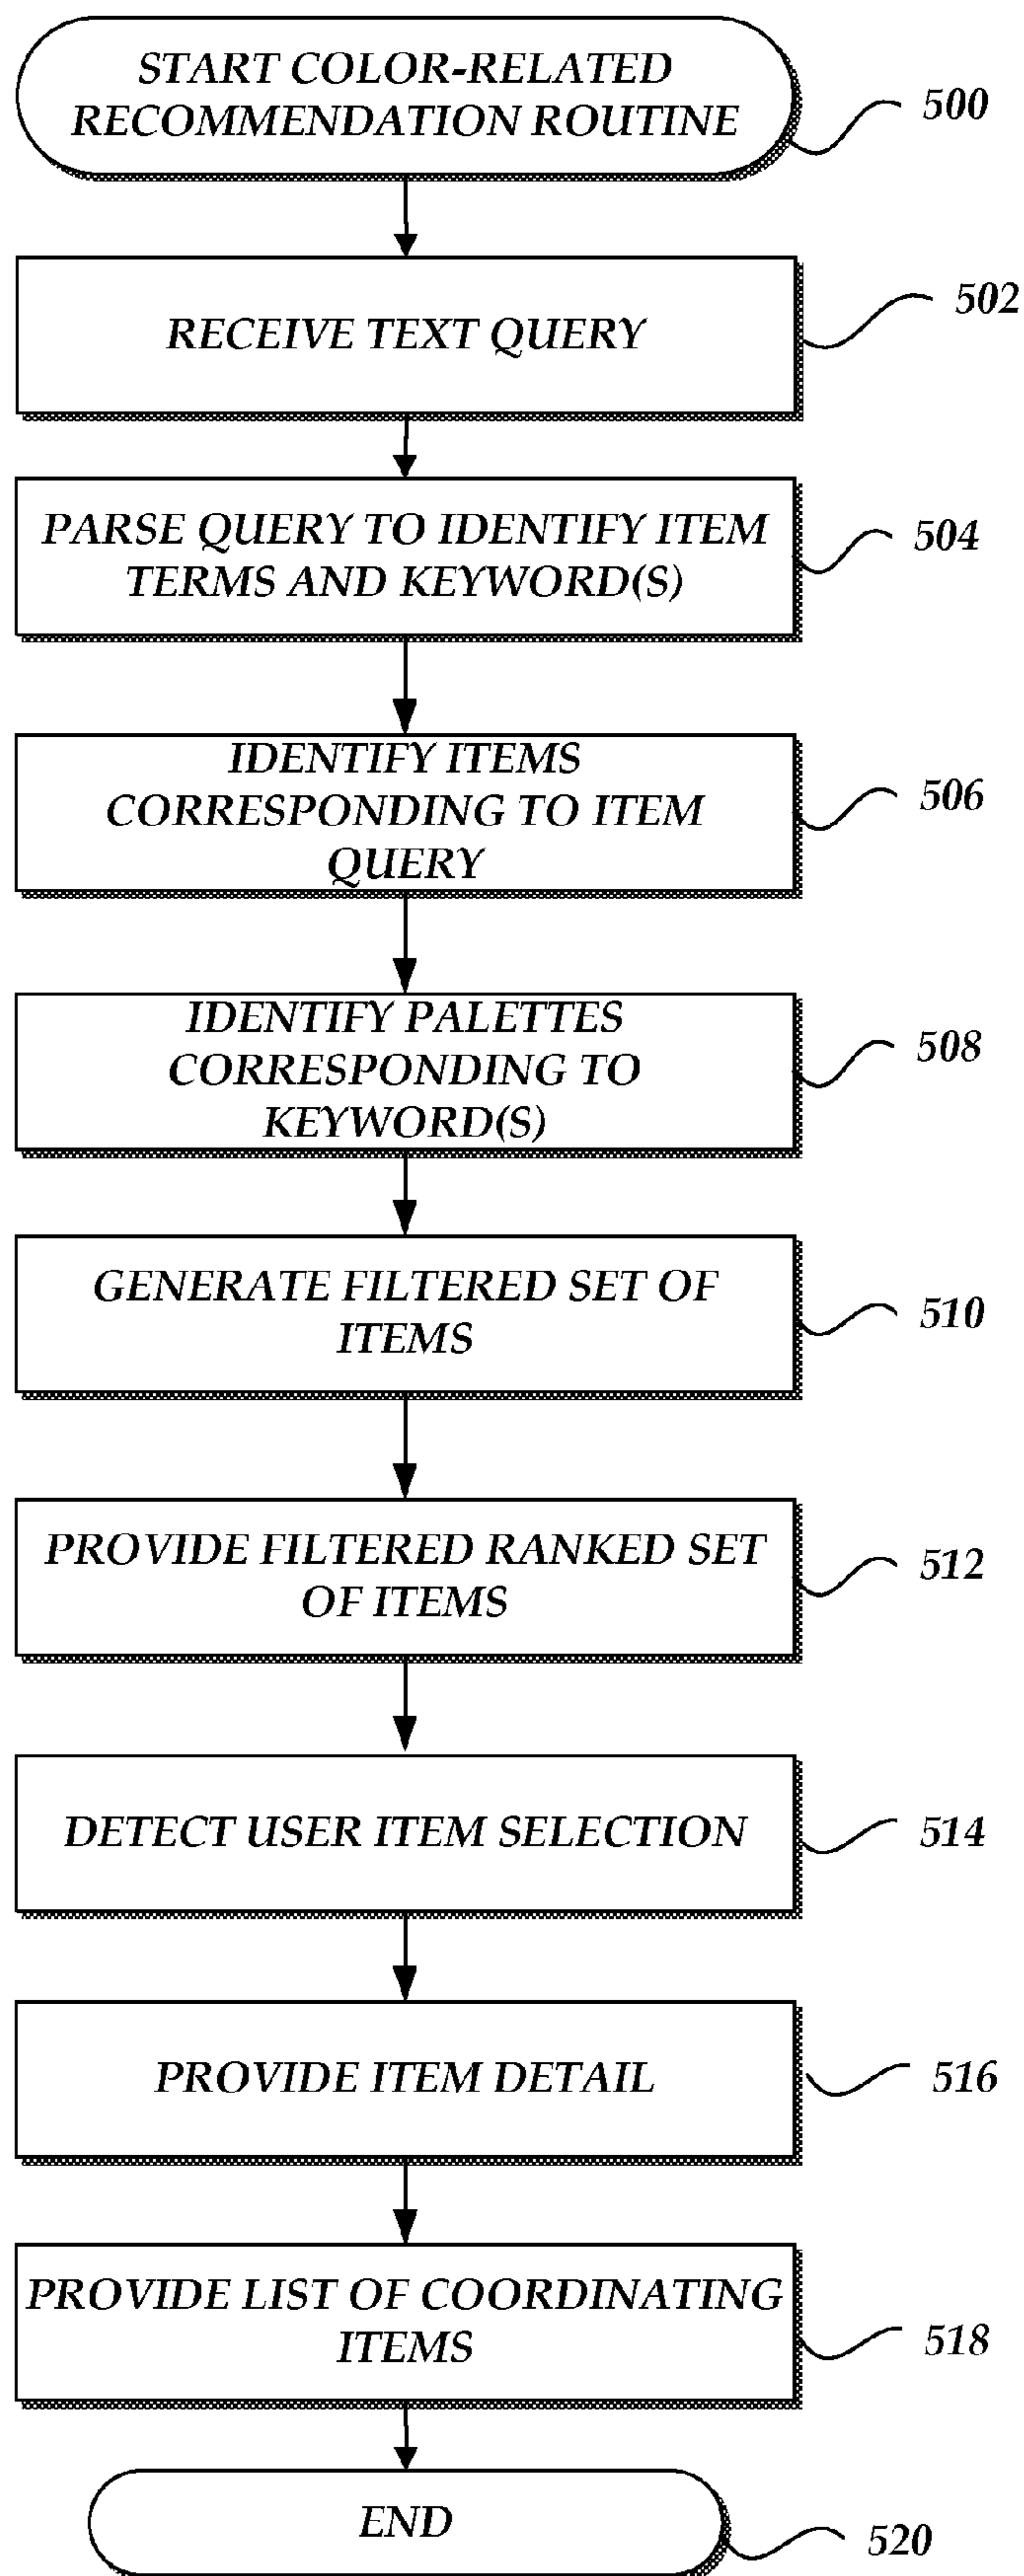 START COLOR-RELATED
RECOMMENDATION ROUTINE
500
RECEIVE TEXT QUERY
502
PARSE QUERY TO IDENTIFY ITEM
TERMS AND KEYWORD(S)
504
IDENTIFY ITEMS
CORRESPONDING TO ITEM
QUERY
506
IDENTIFY PALETTES
CORRESPONDING TO
KEYWORD(S)
508
GENERATE FILTERED SET OF
ITEMS
510
PROVIDE FILTERED RANKED SET
OF ITEMS
512
DETECT USER ITEM SELECTION
514
PROVIDE ITEM DETAIL
516
PROVIDE LIST OF COORDINATING
ITEMS
518
END
520